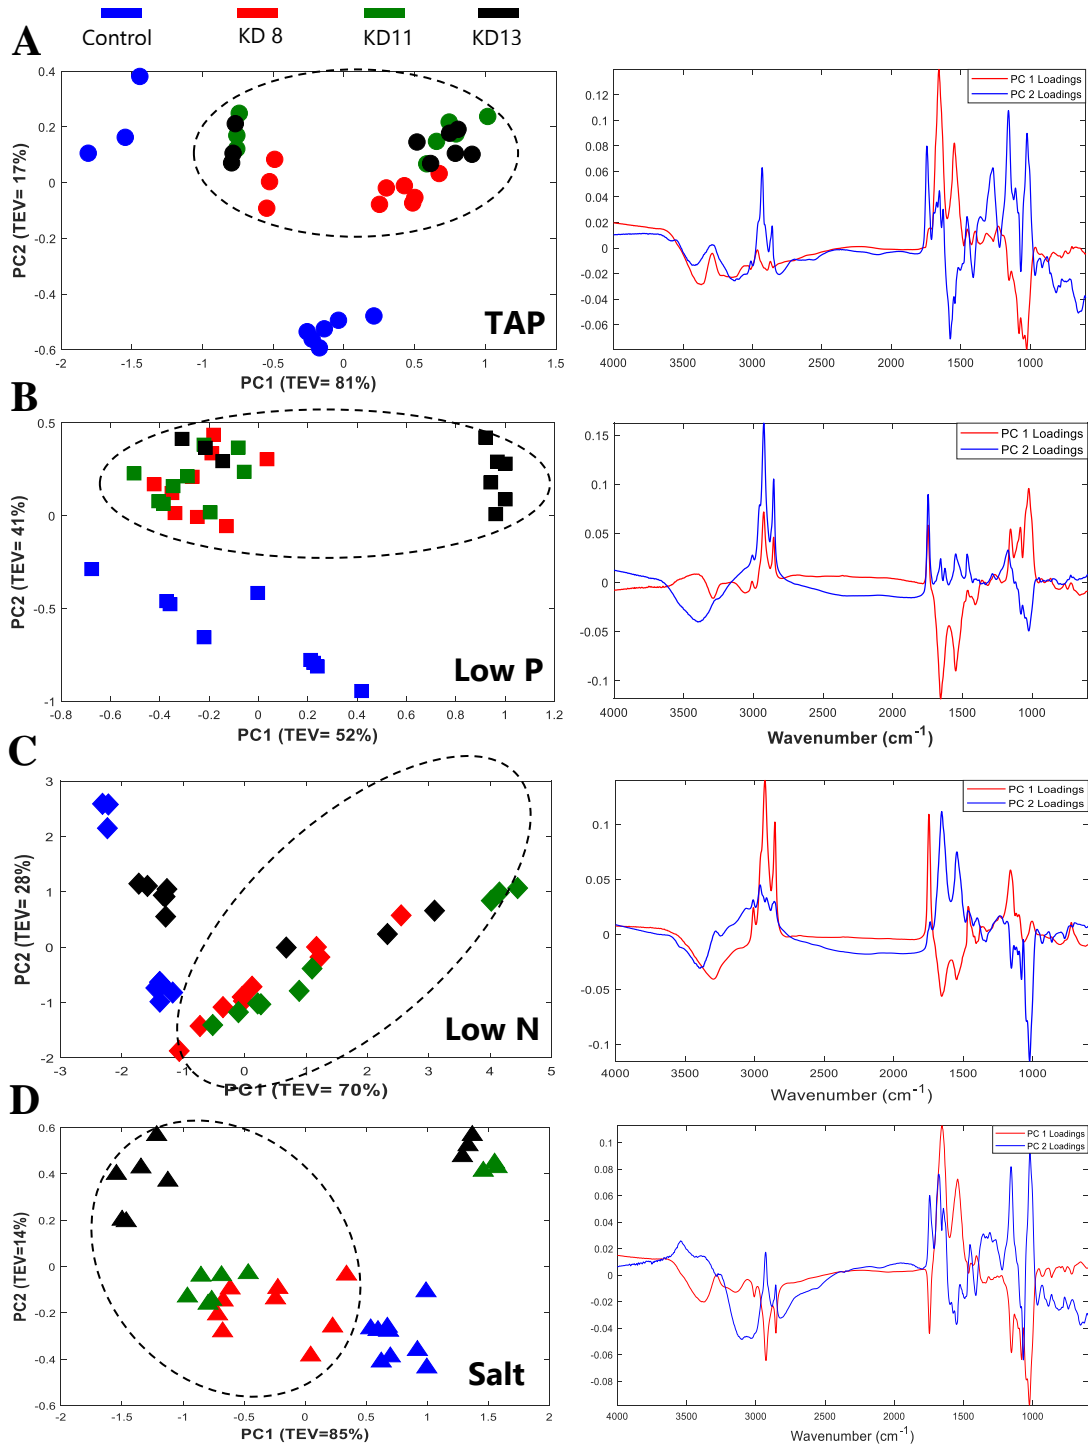 Control KD 8 KD11 KD13
A
0.4
0.2
0
-0.2
-0.4
-0.6
-2 -1.5 -1 -0.5 0 0.5 1 1.5
PC2 (TEV= 17%)
PC1 (TEV= 81%)
TAP
PC 1 Loadings
PC 2 Loadings
0.12
0.1
0.08
0.06
0.04
0.02
0
-0.02
-0.04
-0.06
4000 3500 3000 2500 2000 1500 1000
B
0.5
0
-0.5
-1
-0.8 -0.6 -0.4 -0.2 0 0.2 0.4 0.6 0.8 1 1.2
PC2 (TEV= 41%)
PC1 (TEV= 52%)
Low P
PC 1 Loadings
PC 2 Loadings
0.15
0.1
0.05
0
-0.05
-0.1
4000 3500 3000 2500 2000 1500 1000
Wavenumber (cm⁻¹)
C
3
2
1
0
-1
-2
-3 -2 -1 0 1 2 3 4 5
PC2 (TEV= 28%)
PC1 (TEV= 70%)
Low N
PC 1 Loadings
PC 2 Loadings
0.1
0.05
0
-0.05
-0.1
4000 3500 3000 2500 2000 1500 1000
Wavenumber (cm⁻¹)
D
0.6
0.4
0.2
0
-0.2
-0.4
-0.6
-2 -1.5 -1 -0.5 0 0.5 1 1.5 2
PC2 (TEV=14%)
PC1 (TEV=85%)
Salt
PC 1 Loadings
PC 2 Loadings
0.1
0.08
0.06
0.04
0.02
0
-0.02
-0.04
-0.06
-0.08
4000 3500 3000 2500 2000 1500 1000
Wavenumber (cm⁻¹)